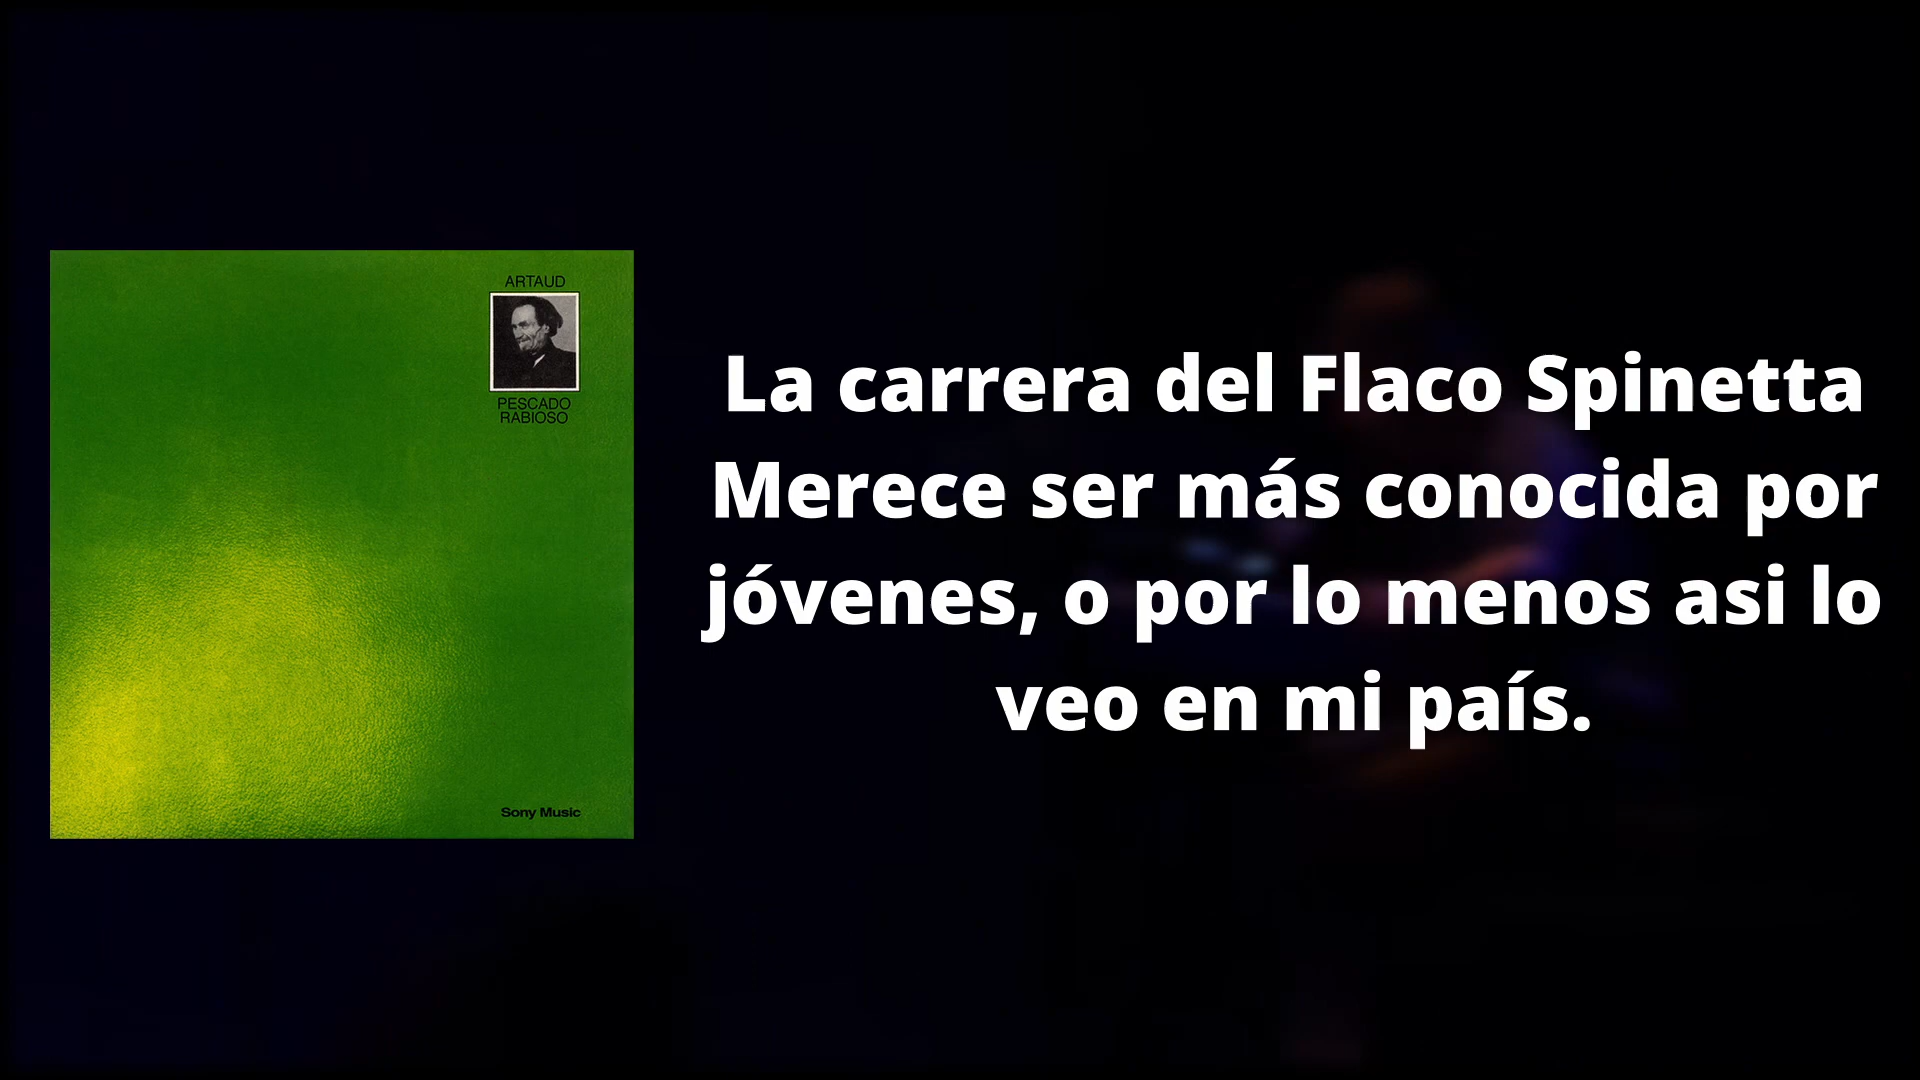 ARTAUD
PESCADO
RABIOSO
Sony Music
La carrera del Flaco Spinetta
Merece ser más conocida por
jóvenes, o por lo menos asi lo
veo en mi país.